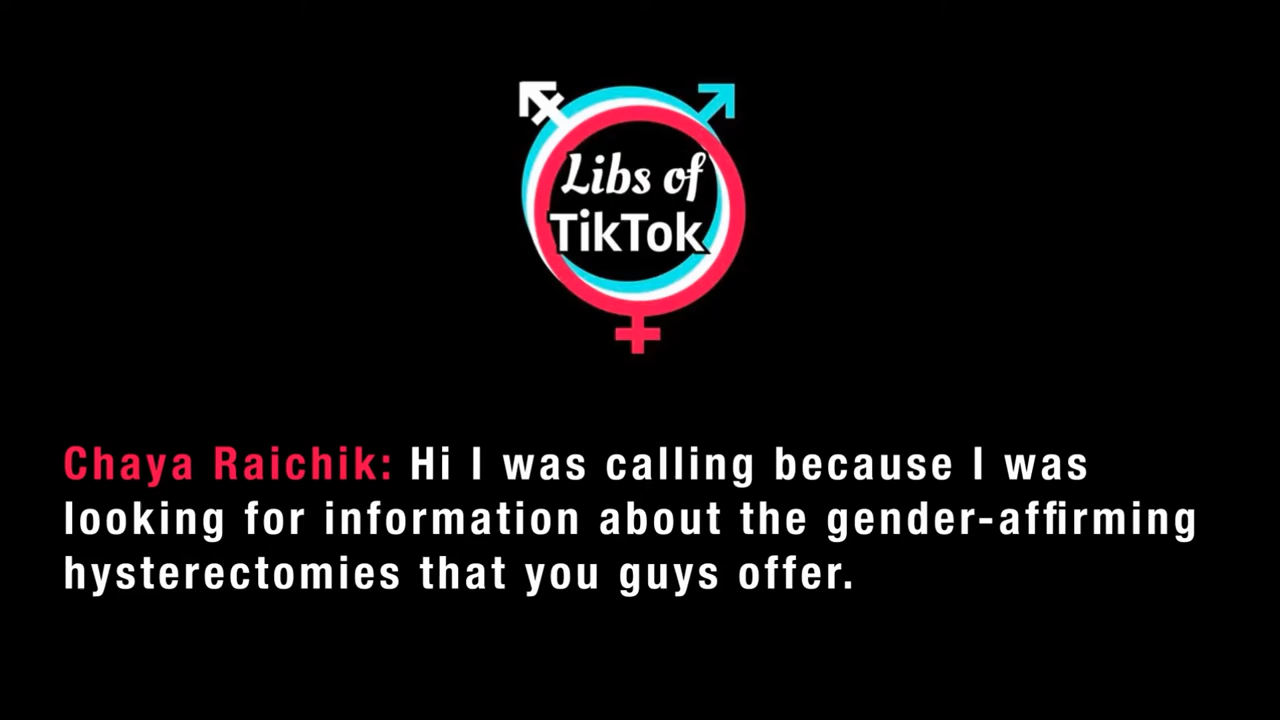 Libs of
TikTok
Chaya Raichik: Hi I was calling because I was
looking for information about the gender-affirming
hysterectomies that you guys offer.